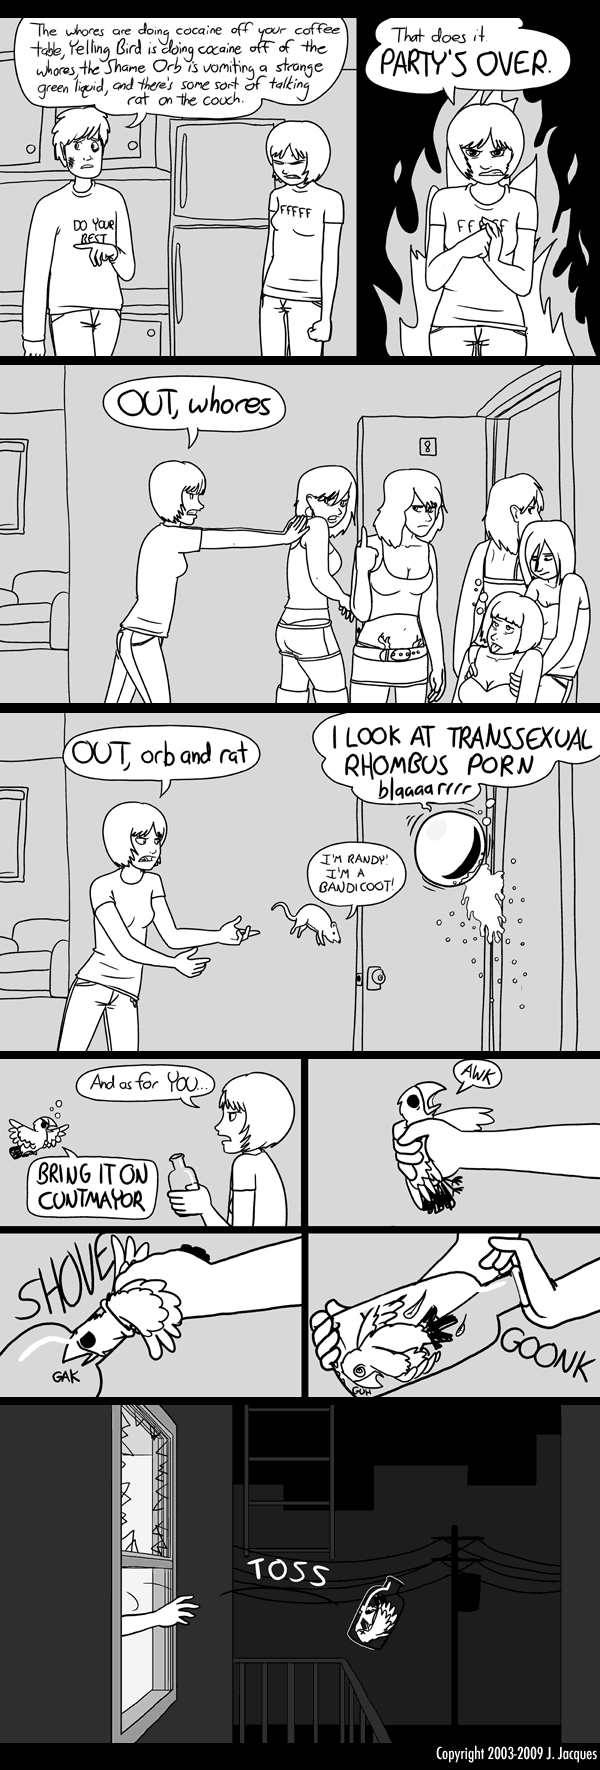 The whores are doing cocaine off your coffee
table, Yelling Bird is doing cocaine off of the
whores, the Shame Orb is vomiting a strange
green liquid, and there's some sort of talking
rat on the couch.
DO YOUR
BEST
FFFFF
That does it.
PARTY'S OVER.
FF FF
OUT, whores
8
OUT, orb and rat
I LOOK AT TRANSSEXUAL
RHOMBUS PORN
blaaaarrrr
I'M RANDY!
I'M A
BANDICOOT!
And as for YOU...
BRING IT ON
CUNTMAYOR
AWK
SHOVE
GAK
GUH
GOONK
TOSS
Copyright 2003-2009 J. Jacques